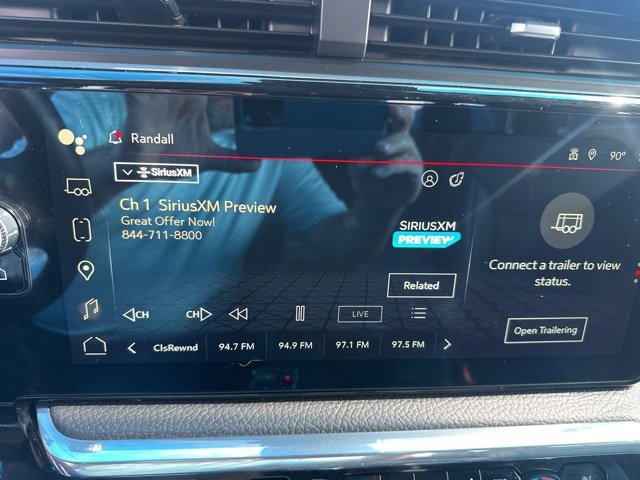 Randall
90°
SiriusXM
Ch 1 SiriusXM Preview
Great Offer Now!
844-711-8800
SIRIUSXM
PREVIEW
Related
Connect a trailer to view
status.
Open Trailering
CH
CH
LIVE
ClsRewnd
94.7 FM
94.9 FM
97.1 FM
97.5 FM